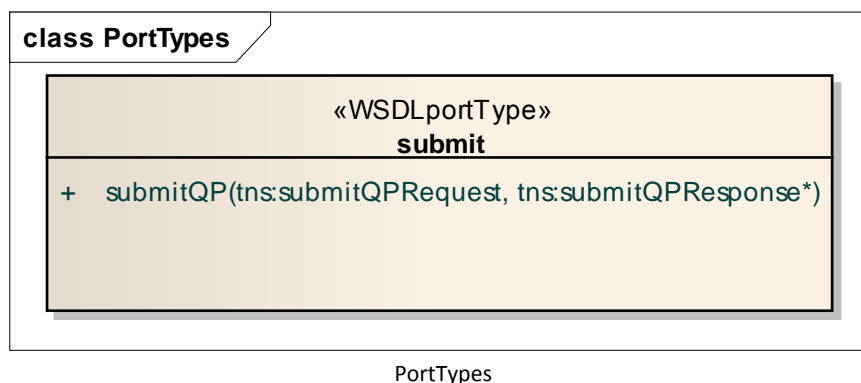 class PortTypes
«WSDLportType»
submit
+ submitQP(tns:submitQPRequest, tns:submitQPResponse*)
PortTypes